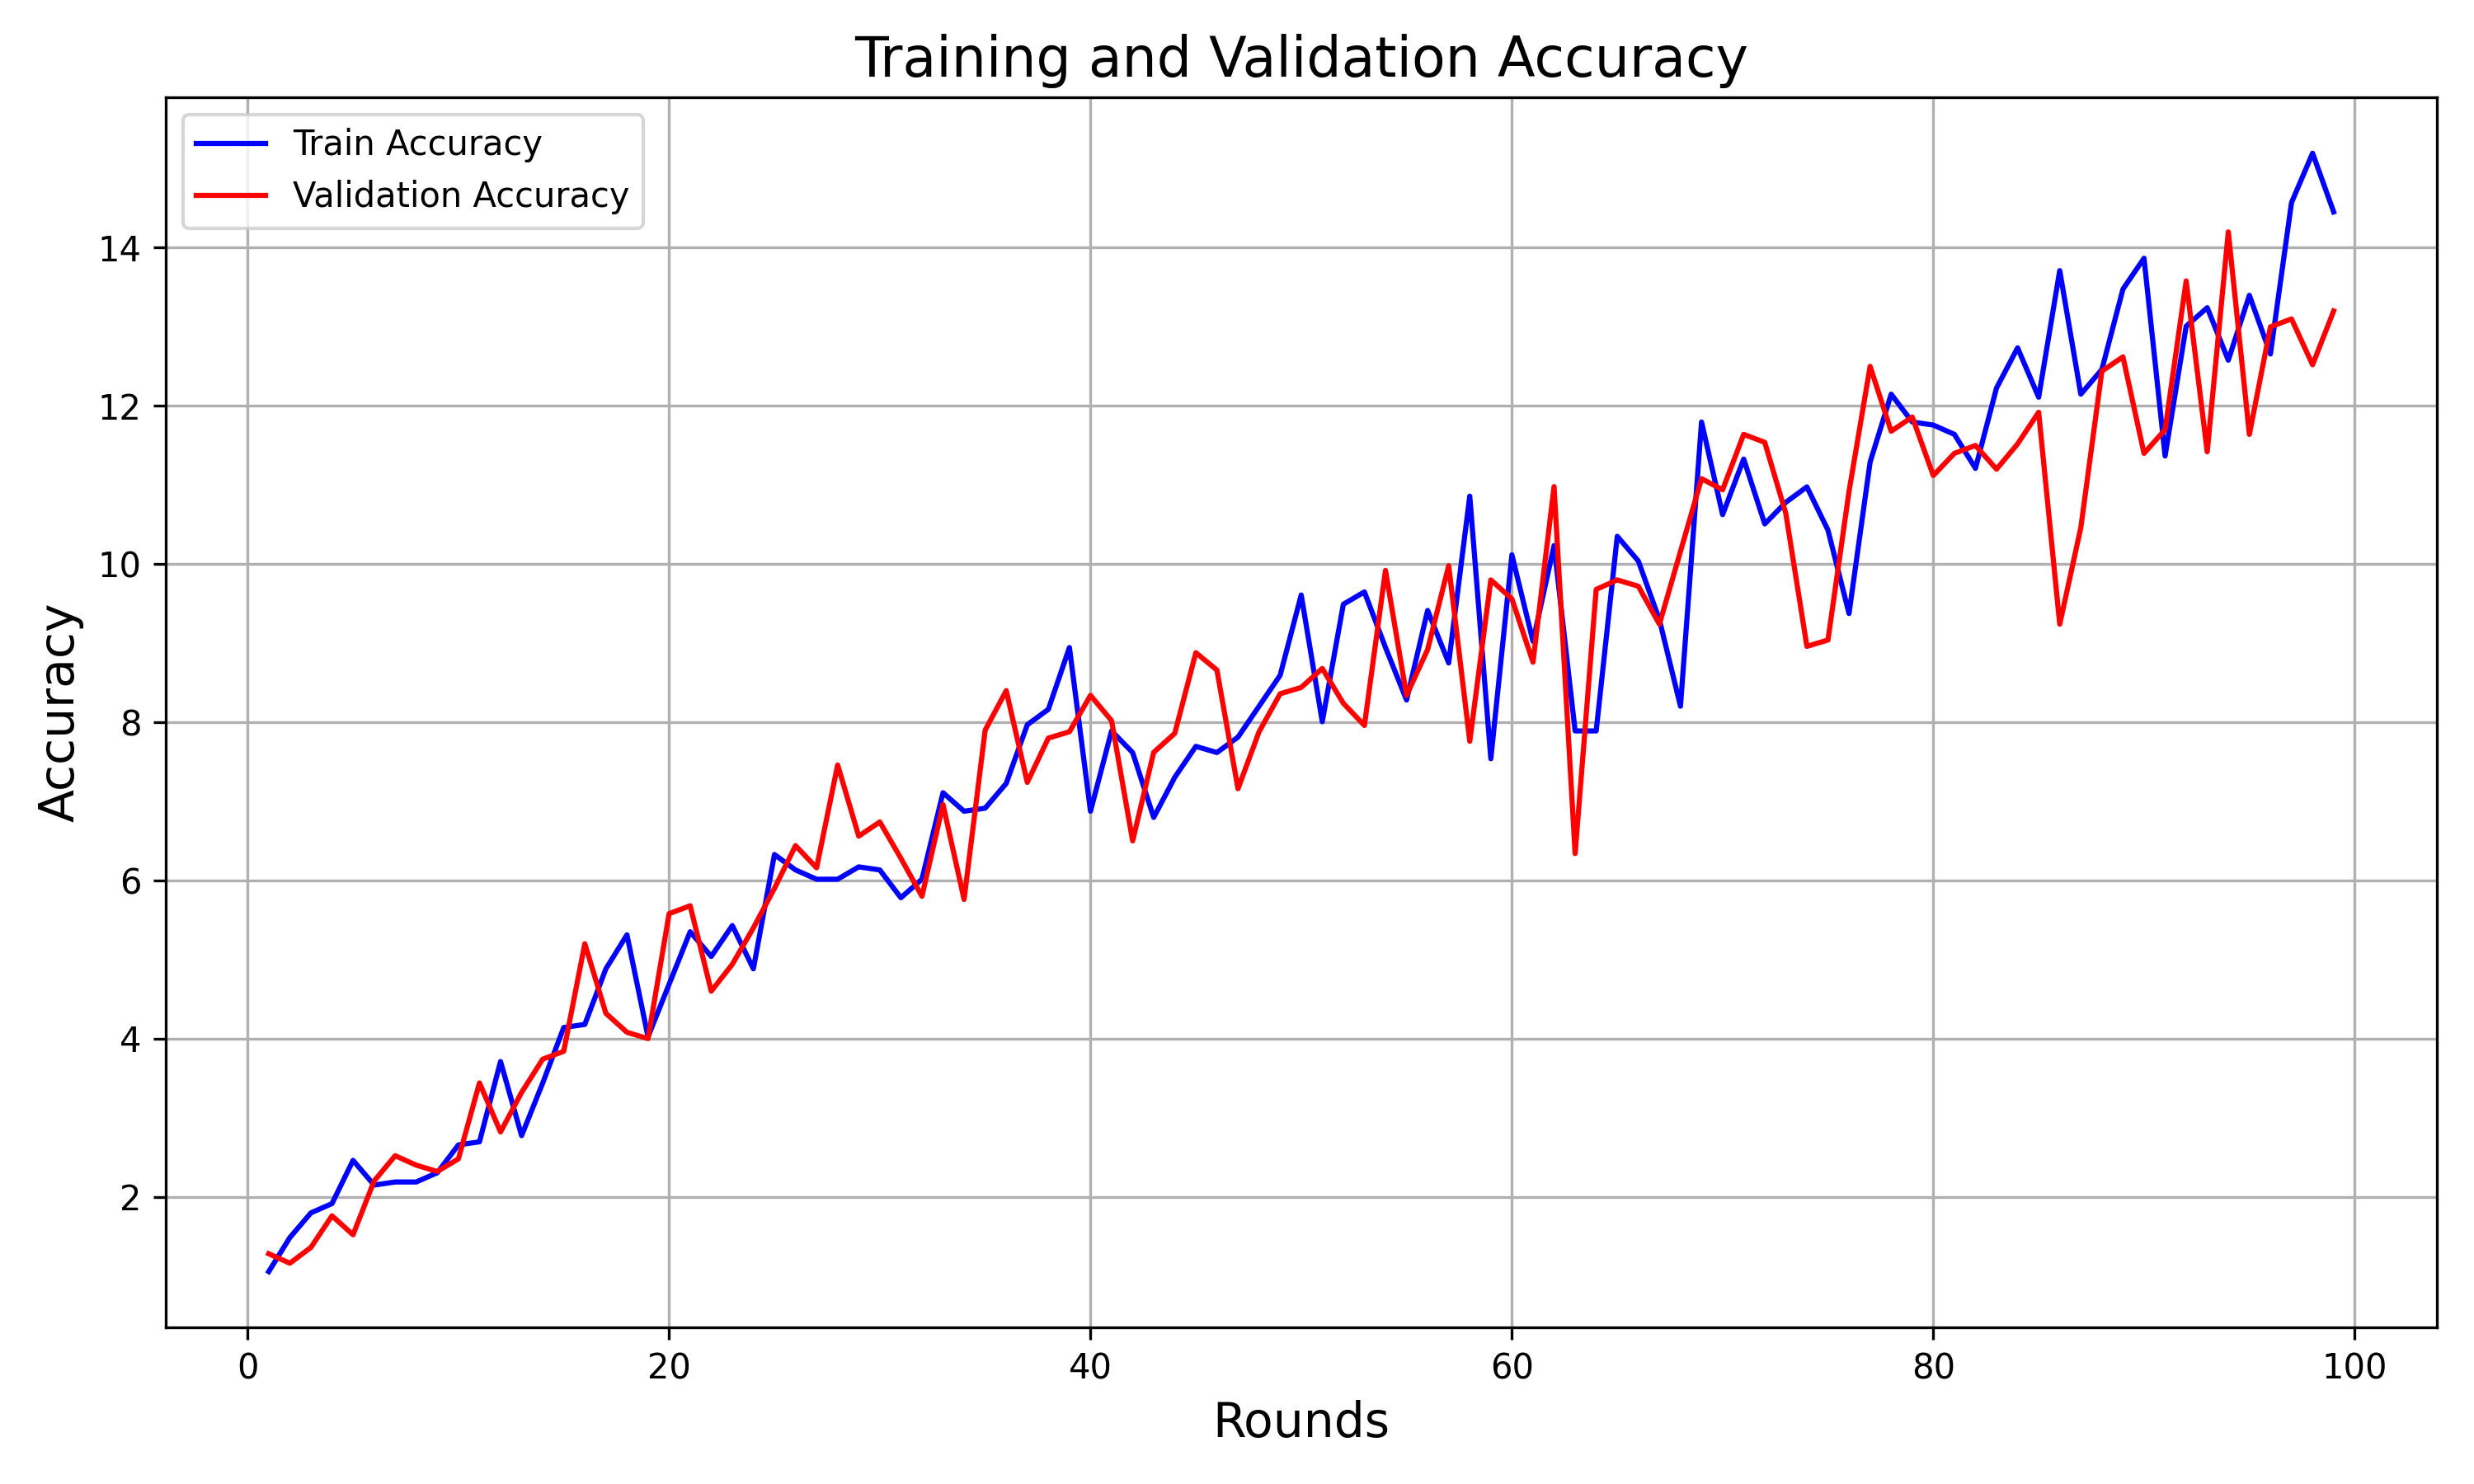 Training and Validation Accuracy
Train Accuracy
Validation Accuracy
14
12
10
8
6
4
2
Accuracy
0 20 40 60 80 100
Rounds